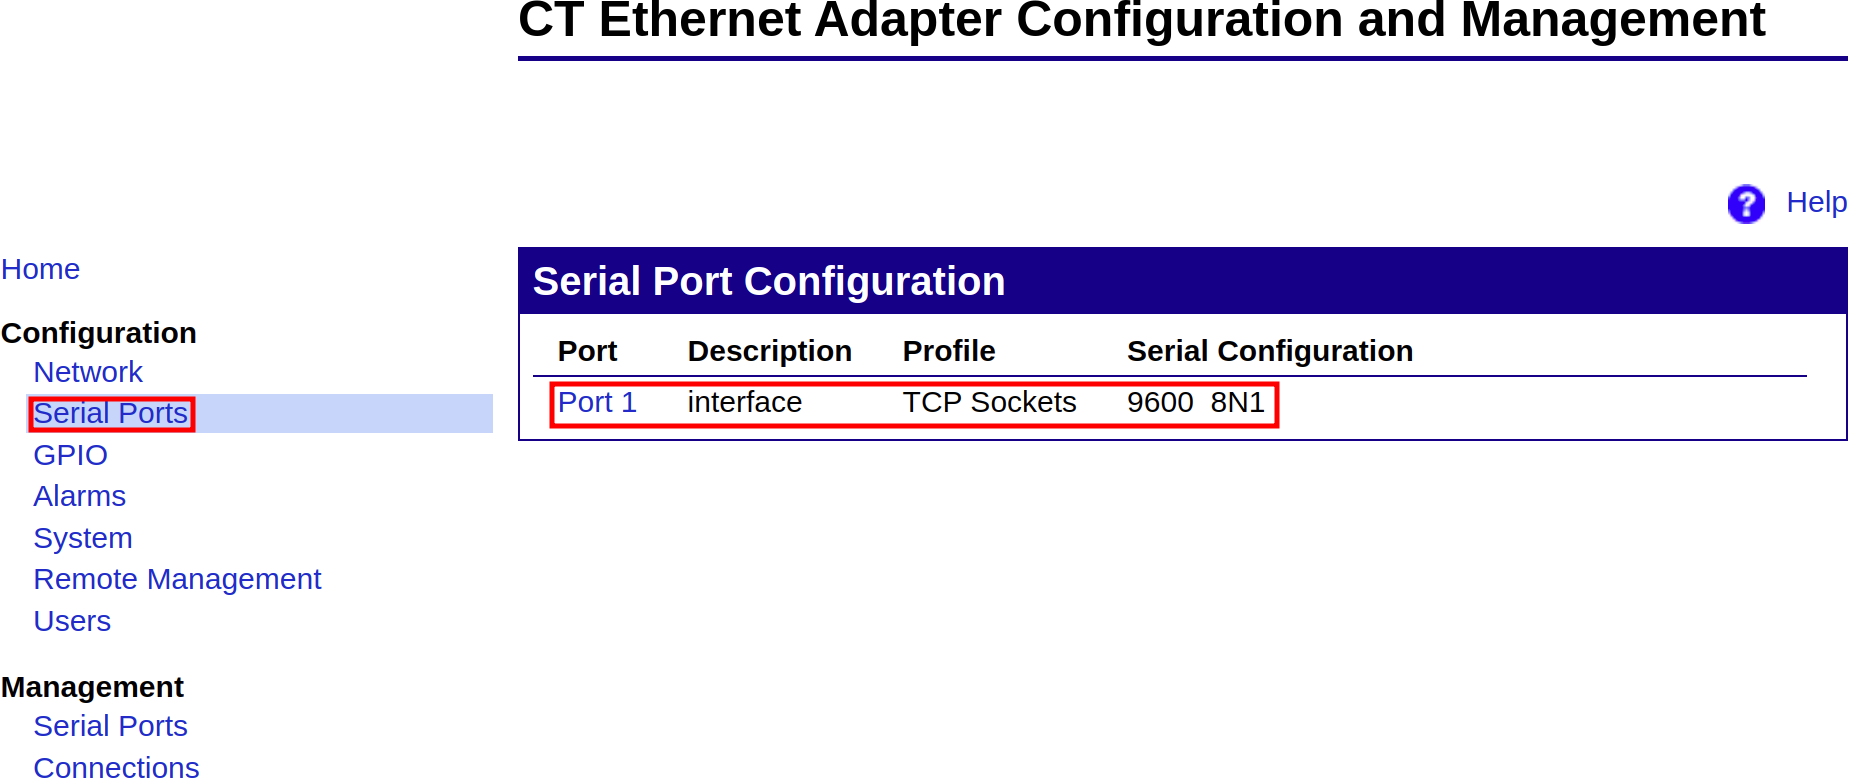 CT Ethernet Adapter Configuration and Management
? Help
Home
Configuration
Network
Serial Ports
GPIO
Alarms
System
Remote Management
Users
Management
Serial Ports
Connections
Serial Port Configuration
Port Description Profile Serial Configuration
Port 1 interface TCP Sockets 9600 8N1